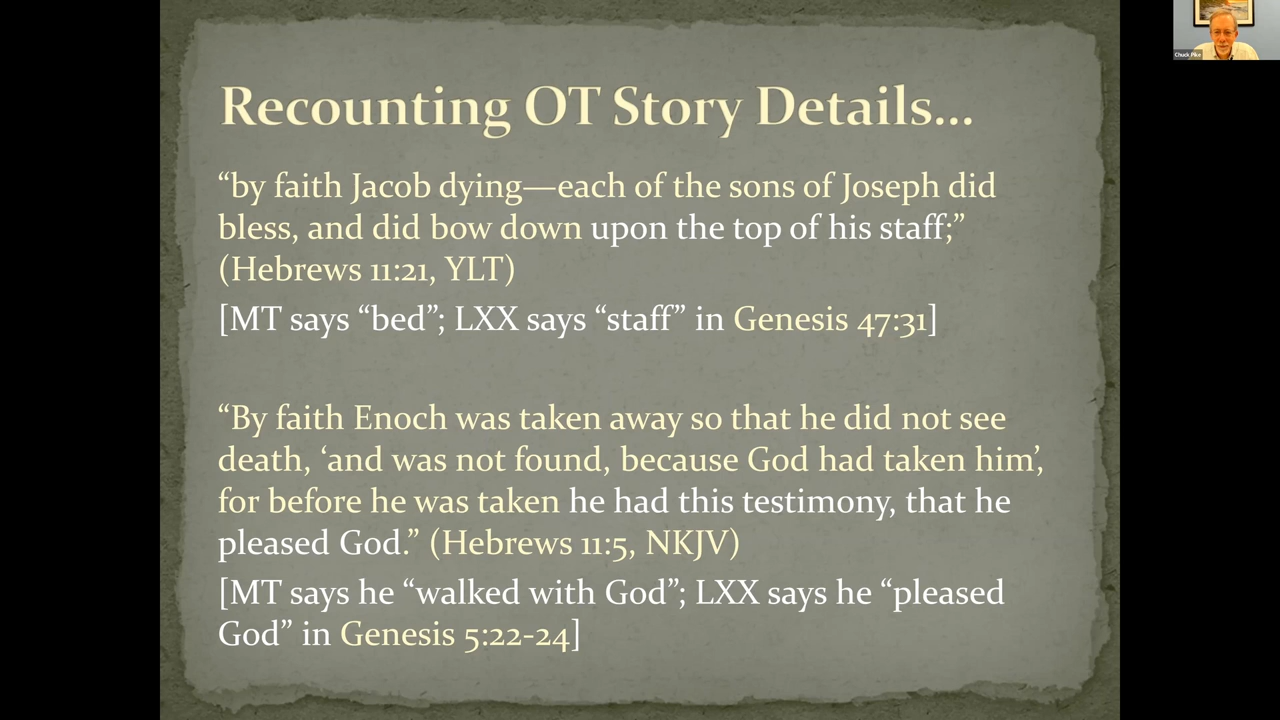 Recounting OT Story Details...
“by faith Jacob dying—each of the sons of Joseph did
bless, and did bow down upon the top of his staff;”
(Hebrews 11:21, YLT)
[MT says “bed”; LXX says “staff” in Genesis 47:31]
“By faith Enoch was taken away so that he did not see
death, ‘and was not found, because God had taken him’,
for before he was taken he had this testimony, that he
pleased God.” (Hebrews 11:5, NKJV)
[MT says he “walked with God”; LXX says he “pleased
God” in Genesis 5:22-24]
Chuck Pike